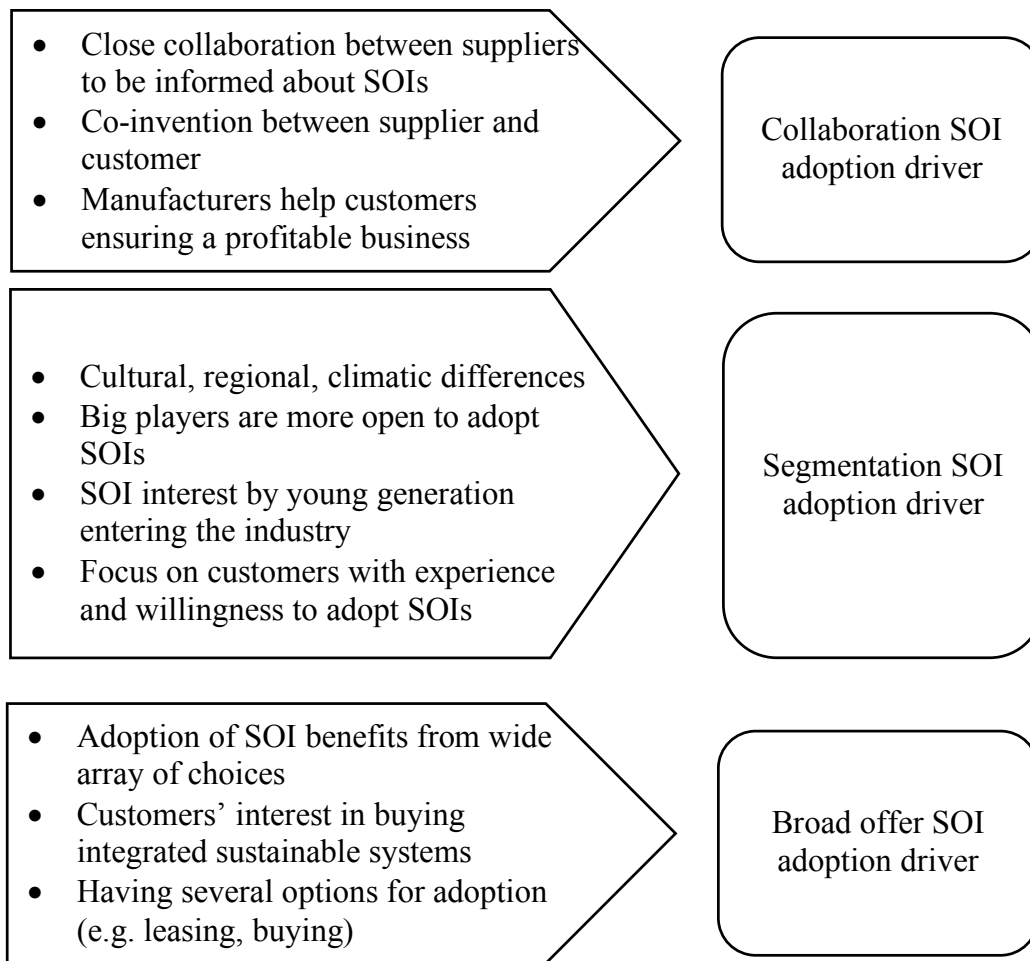 • Close collaboration between suppliers
to be informed about SOIs
• Co-invention between supplier and
customer
• Manufacturers help customers
ensuring a profitable business
Collaboration SOI
adoption driver
• Cultural, regional, climatic differences
• Big players are more open to adopt
SOIs
• SOI interest by young generation
entering the industry
• Focus on customers with experience
and willingness to adopt SOIs
Segmentation SOI
adoption driver
• Adoption of SOI benefits from wide
array of choices
• Customers’ interest in buying
integrated sustainable systems
• Having several options for adoption
(e.g. leasing, buying)
Broad offer SOI
adoption driver